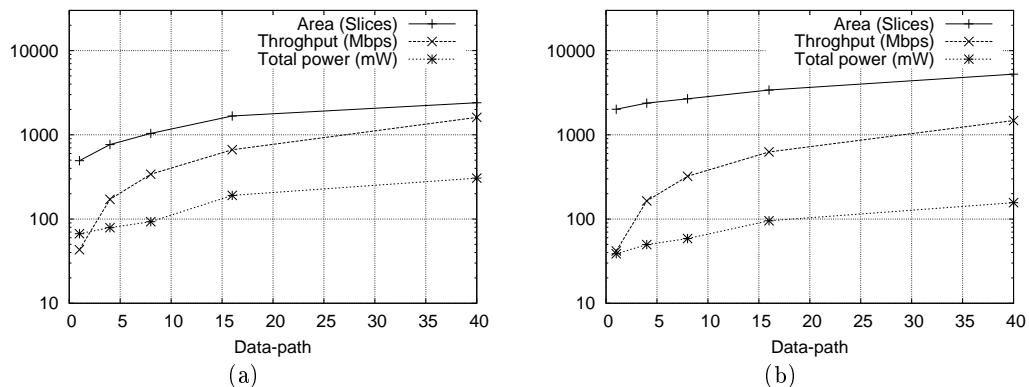 Area (Slices)
Throghput (Mbps)
Total power (mW)
10000
1000
100
10
0 5 10 15 20 25 30 35 40
Data-path
(a)
Area (Slices)
Throghput (Mbps)
Total power (mW)
10000
1000
100
10
0 5 10 15 20 25 30 35 40
Data-path
(b)